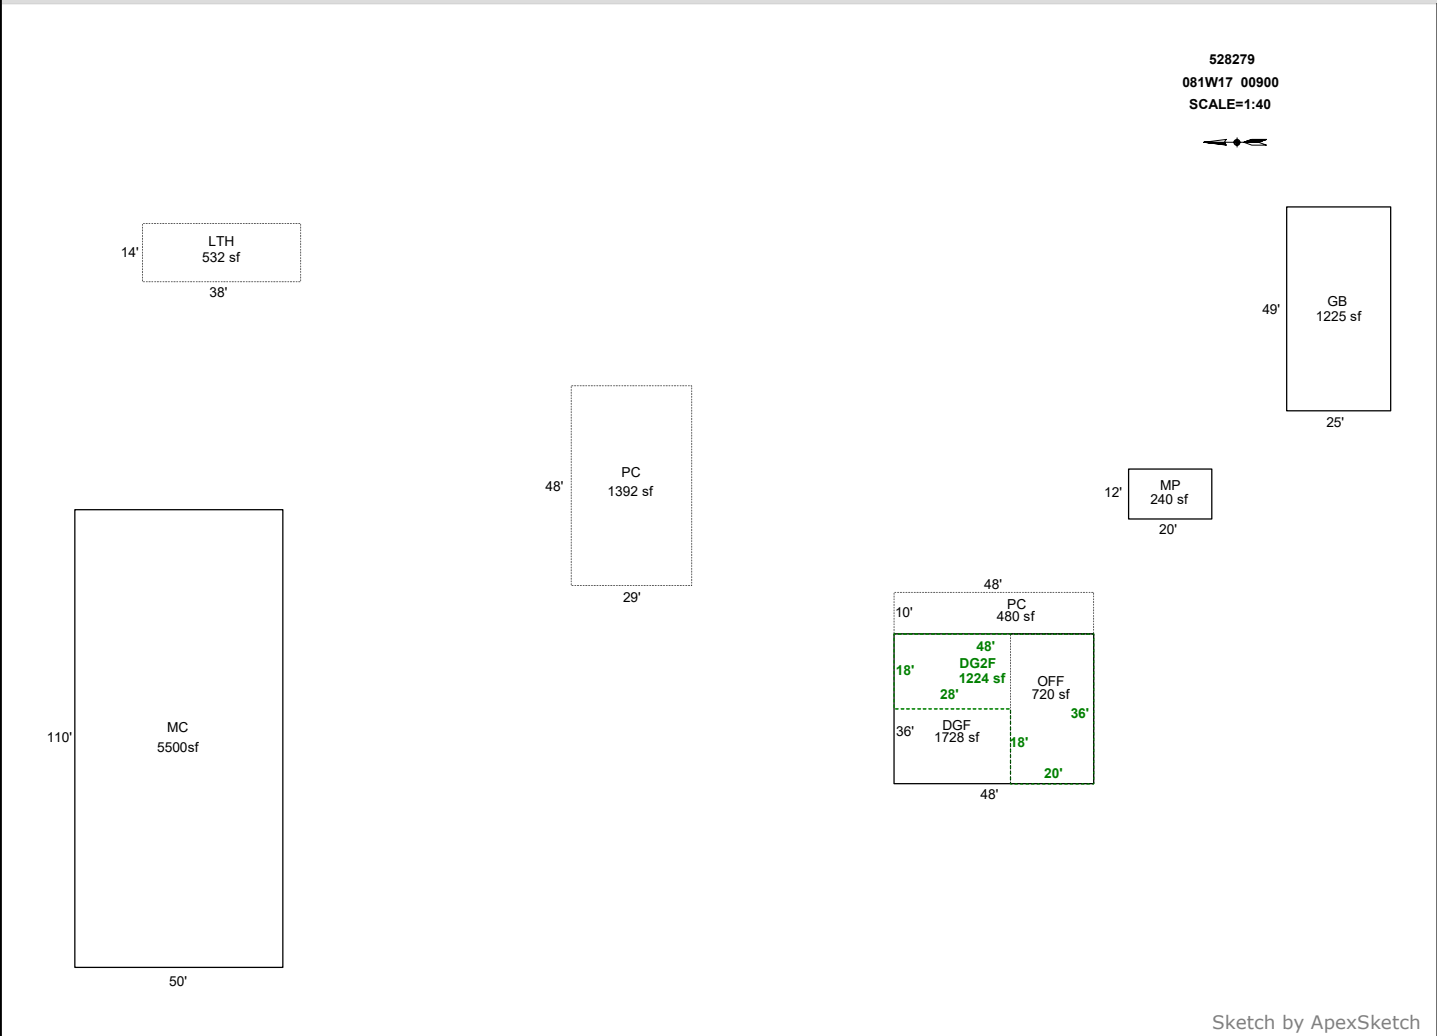 528279
081W17 00900
SCALE=1:40
14'
LTH
532 sf
38'
49'
GB
1225 sf
25'
48'
PC
1392 sf
29'
12'
MP
240 sf
20'
110'
MC
5500sf
50'
48'
10'
PC
480 sf
48'
18'
DG2F
1224 sf
28'
OFF
720 sf
36'
36'
DGF
1728 sf
18'
20'
48'
Sketch by ApexSketch